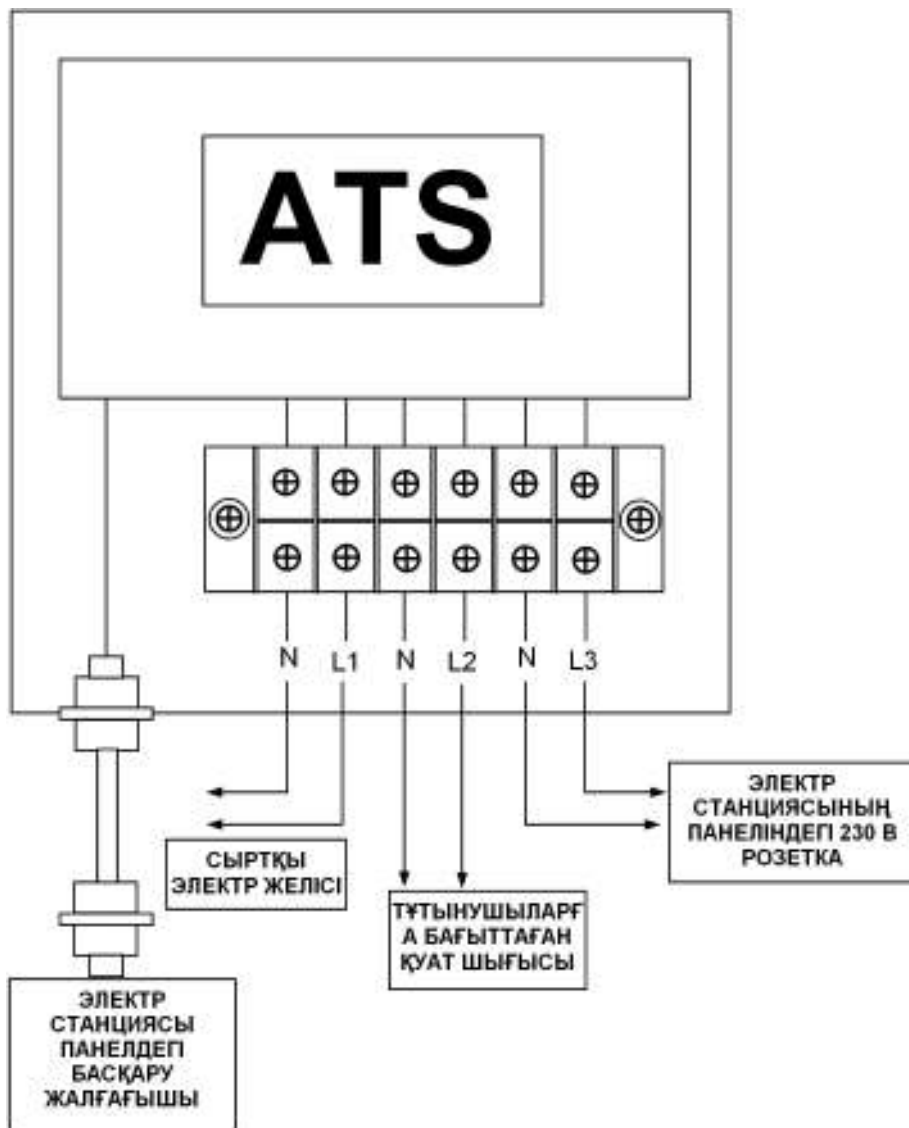 ATS
N L1 N L2 N L3
ЭЛЕКТР
СТАНЦИЯСЫНЫҢ
ПАНЕЛІНДЕГІ 230 В
РОЗЕТКА
СЫРТҚЫ
ЭЛЕКТР ЖЕЛІСІ
ТҰТЫНУШЫЛАРҒ
А БАҒЫТТАҒАН
ҚУАТ ШЫҒЫСЫ
ЭЛЕКТР
СТАНЦИЯСЫ
ПАНЕЛДЕГІ
БАСҚАРУ
ЖАЛҒАҒЫШЫ